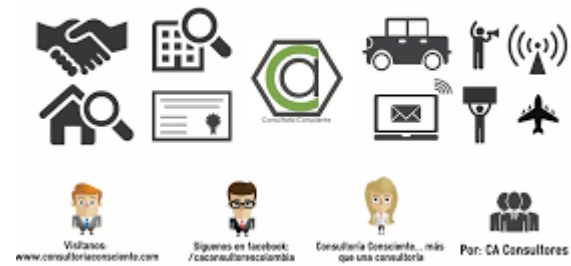 Ca
Consultoría Consciente
Visítanos:
www.consultoriaconsciente.com
Síguenos en facebook:
/caconsultorescolombia
Consultoría Consciente... más
que una consultoría
Por: CA Consultores